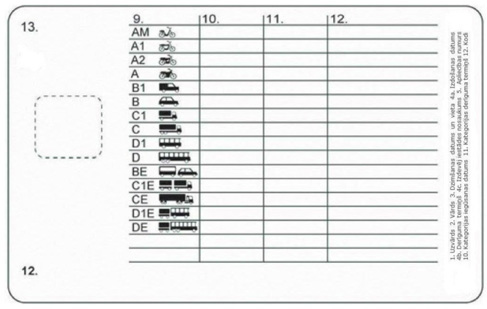 13.
9. 10. 11. 12.
AM
A1
A2
A
B1
B
C1
C
D1
D
BE
C1E
CE
D1E
DE
12.
1. Uzvārds 2. Vārds 3. Dzimšanas datums un vieta 4a. Izdošanas datums
4b. Derīguma termiņš 4c. Izdevēj iestādes nosaukums 5. Apliecības numurs
10. Kategorijas iegūšanas datums 11. Kategorijas derīguma termiņš 12. Kodi